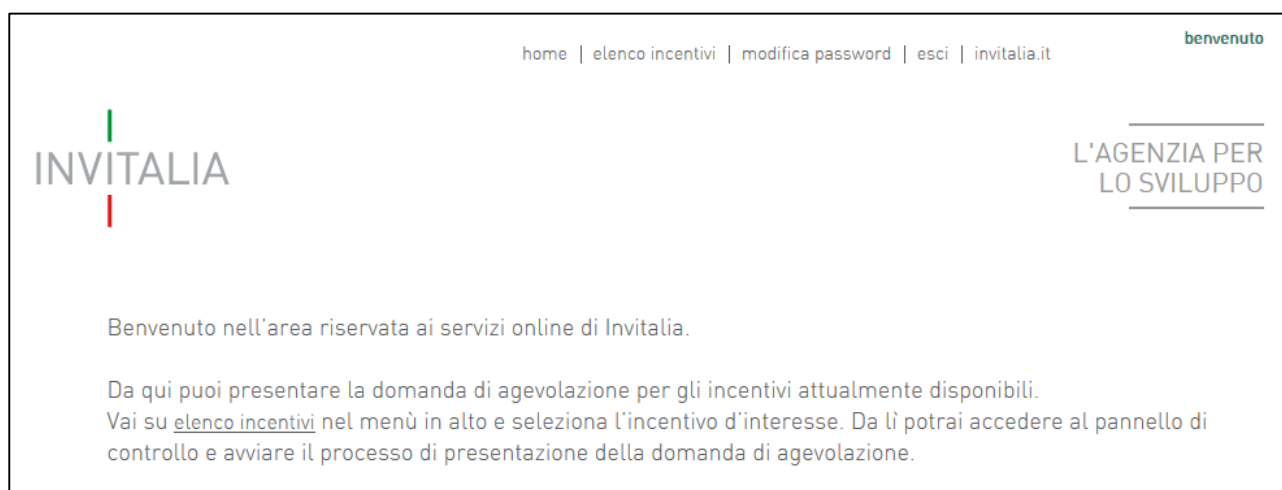 benvenuto
home | elenco incentivi | modifica password | esci | invitalia.it
INVITALIA
L'AGENZIA PER
LO SVILUPPO
Benvenuto nell'area riservata ai servizi online di Invitalia.
Da qui puoi presentare la domanda di agevolazione per gli incentivi attualmente disponibili.
Vai su elenco incentivi nel menù in alto e seleziona l'incentivo d'interesse. Da lì potrai accedere al pannello di
controllo e avviare il processo di presentazione della domanda di agevolazione.